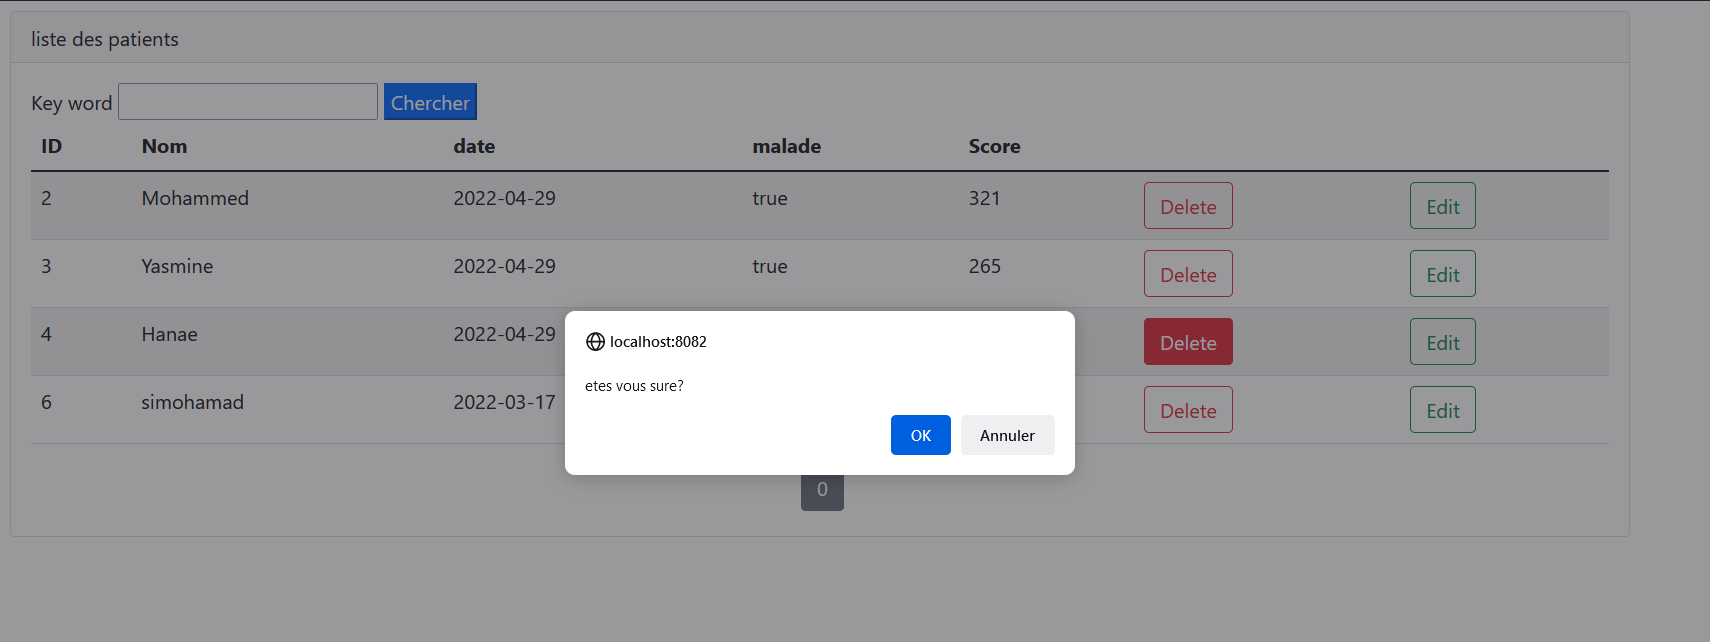 liste des patients
Key word Chercher
ID Nom date malade Score
2 Mohammed 2022-04-29 true 321 Delete Edit
3 Yasmine 2022-04-29 true 265 Delete Edit
4 Hanae 2022-04-29 Delete Edit
6 simohamad 2022-03-17 Delete Edit
localhost:8082
etes vous sure?
OK Annuler
0